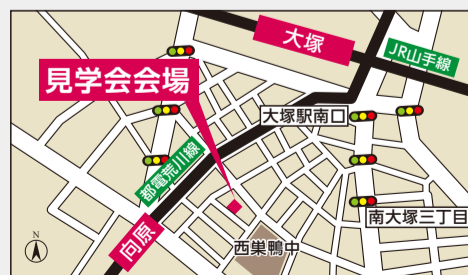 大塚
JR山手線
見学会会場
大塚駅南口
都電荒川線
向原
南大塚三丁目
西巣鴨中
N